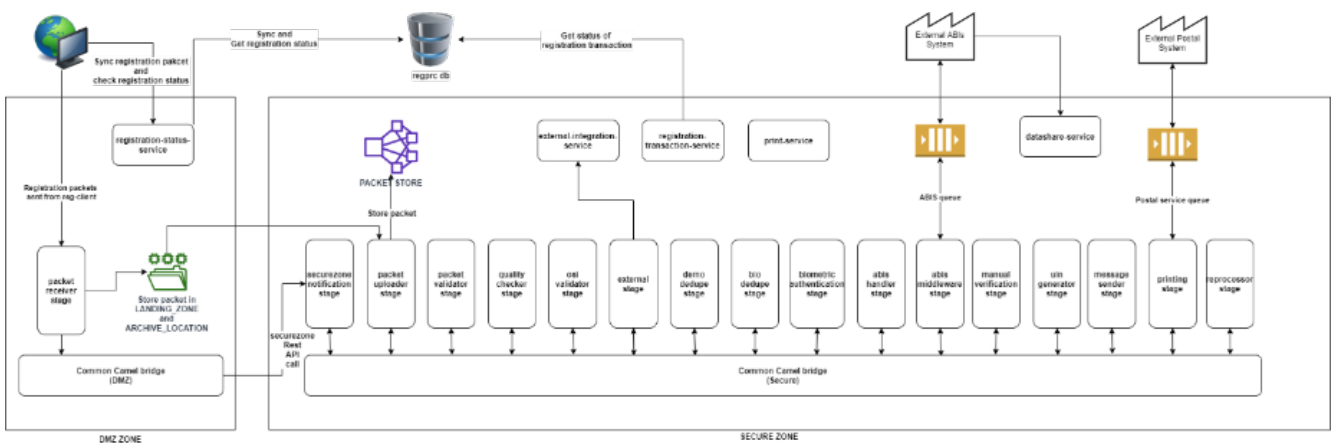 Sync and
Get registration status
regprc db
Get status of
registration transaction
External ABIS
System
External Postal
System
Sync registration pakcet
and
check registration status
registration-status-
service
external-integration-
service
registration-
transaction-service
print-service
datashare-service
PACKET STORE
Registration packets
sent from reg-client
Store packet
ABIS queue
Postal service queue
packet
receiver
stage
Store packet in
LANDING_ZONE
and
ARCHIVE_LOCATION
securezone
notification
stage
packet
uploader
stage
packet
validator
stage
quality
checker
stage
osi
validator
stage
external
stage
demo
dedupe
stage
bio
dedupe
stage
biometric
authentication
stage
abis
handler
stage
abis
middleware
stage
manual
verification
stage
uin
generator
stage
message
sender
stage
printing
stage
reprocessor
stage
securezone
Rest
API
call
Common Camel bridge
(DMZ)
Common Camel bridge
(Secure)
DMZ ZONE
SECURE ZONE